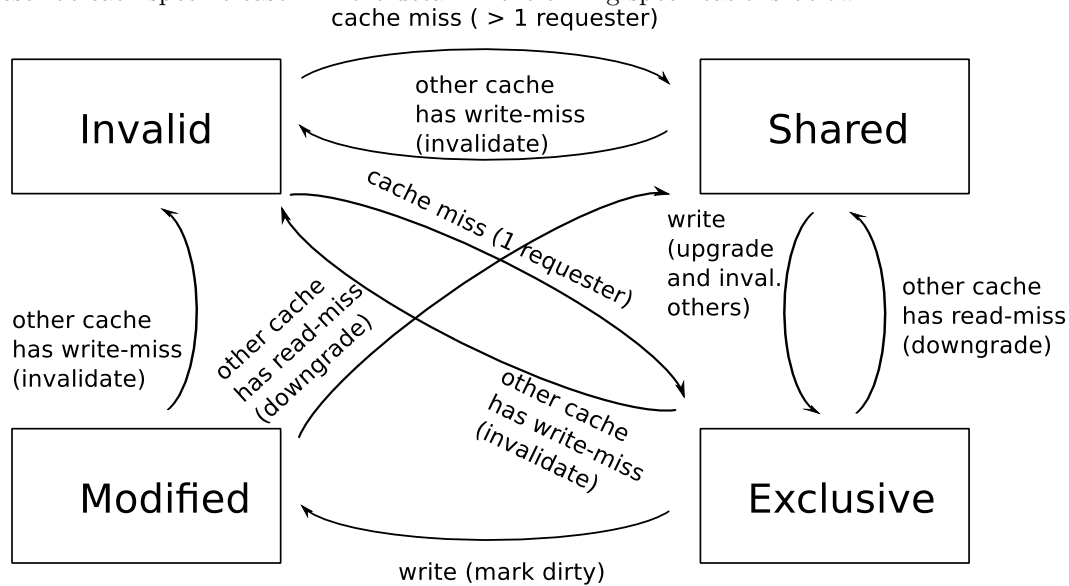 cache miss ( > 1 requester)
Invalid
other cache
has write-miss
(invalidate)
Shared
cache miss (1 requester)
write
(upgrade
and inval.
others)
other cache
has read-miss
(downgrade)
other cache
has write-miss
(invalidate)
other cache
has read-miss
(downgrade)
other cache
has write-miss
(invalidate)
Modified
Exclusive
write (mark dirty)